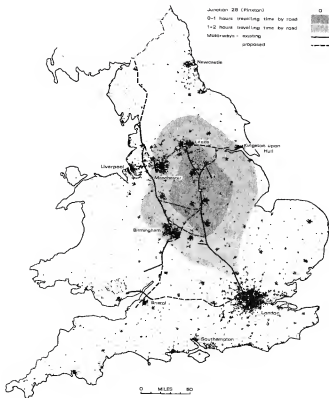 Junction 28 (Pinxton)
0-1 hours travelling time by road
1-2 hours travelling time by road
Motorways - existing
proposed
Newcastle
Leeds
Kingston upon
Hull
Liverpool
Manchester
Birmingham
Bristol
London
Southampton
0 MILES 50